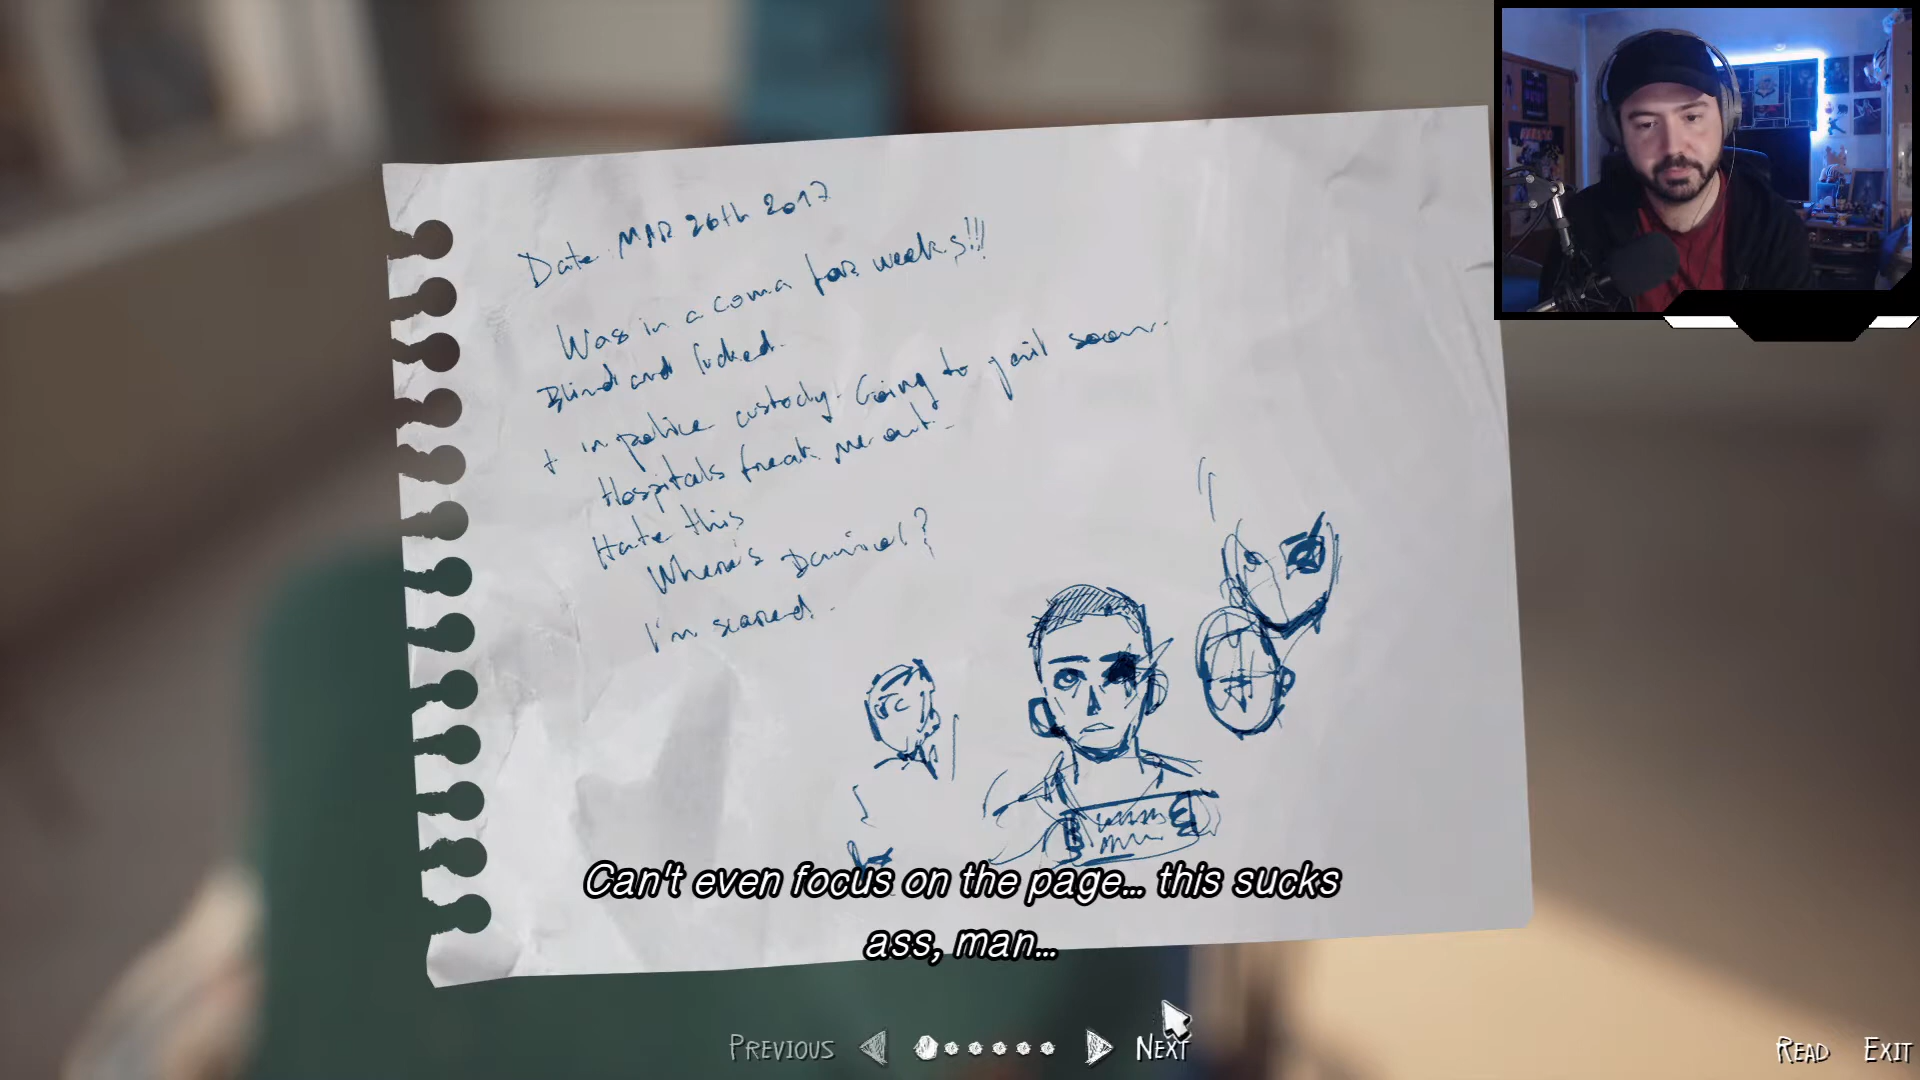 Date MAR 26th 2017
Was in a coma for weeks!!!
Blind and fucked.
+ in police custody. Going to jail soon.
Hospitals freak me out.
Hate this
Where's Daniel?
I'm scared.
Can't even focus on the page... this sucks
ass, man...
PREVIOUS
NEXT
READ
EXIT